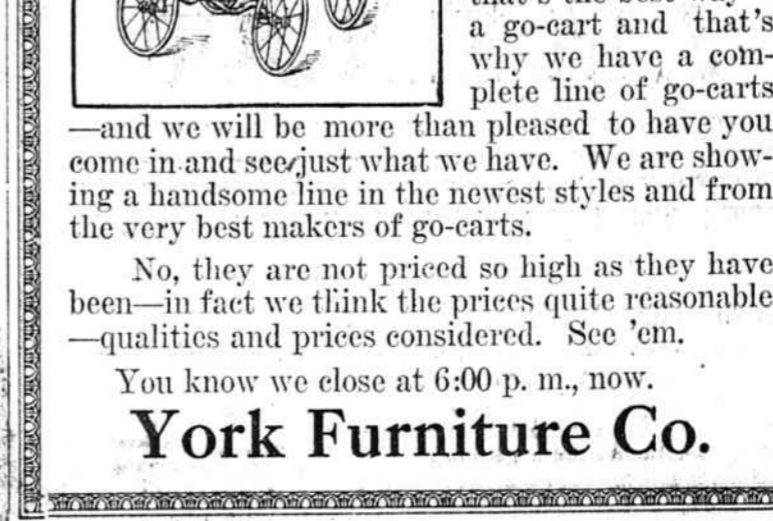 a go-cart and that's
why we have a com-
plete line of go-carts
—and we will be more than pleased to have you
come in and see just what we have. We are show-
ing a handsome line in the newest styles and from
the very best makers of go-carts.
No, they are not priced so high as they have
been—in fact we think the prices quite reasonable
—qualities and prices considered. See 'em.
You know we close at 6:00 p. m., now.
York Furniture Co.